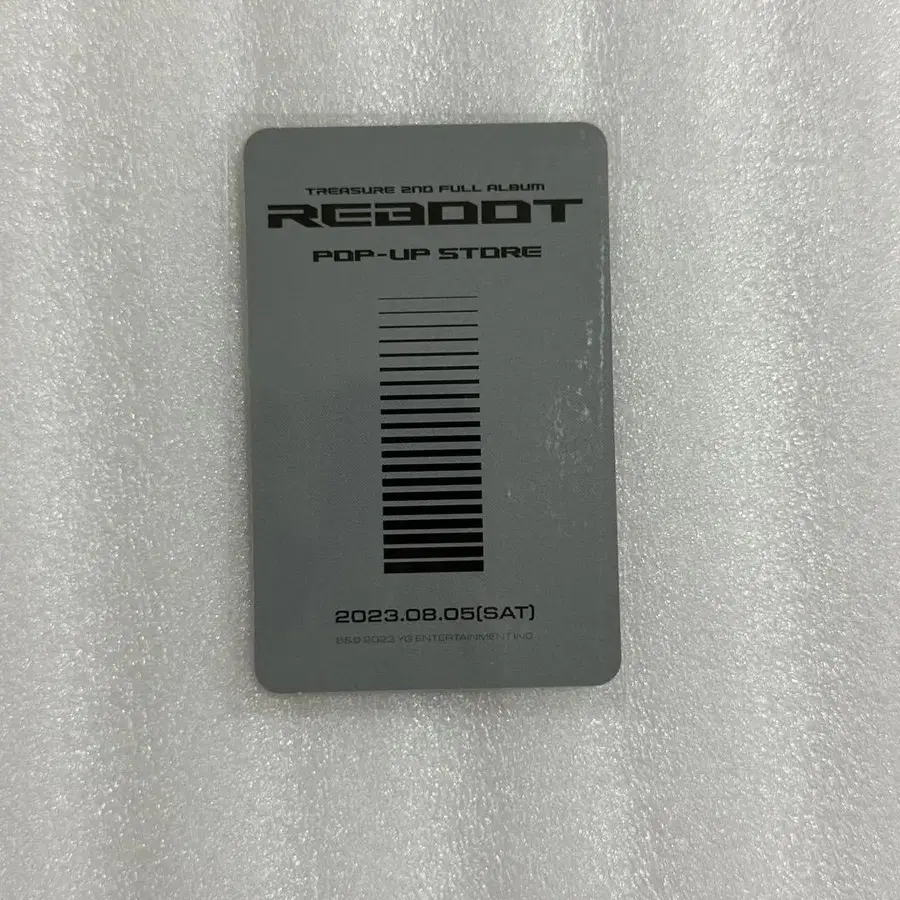 TREASURE 2ND FULL ALBUM
REBOOT
POP-UP STORE
2023.08.05(SAT)
2023 YG ENTERTAINMENT INC